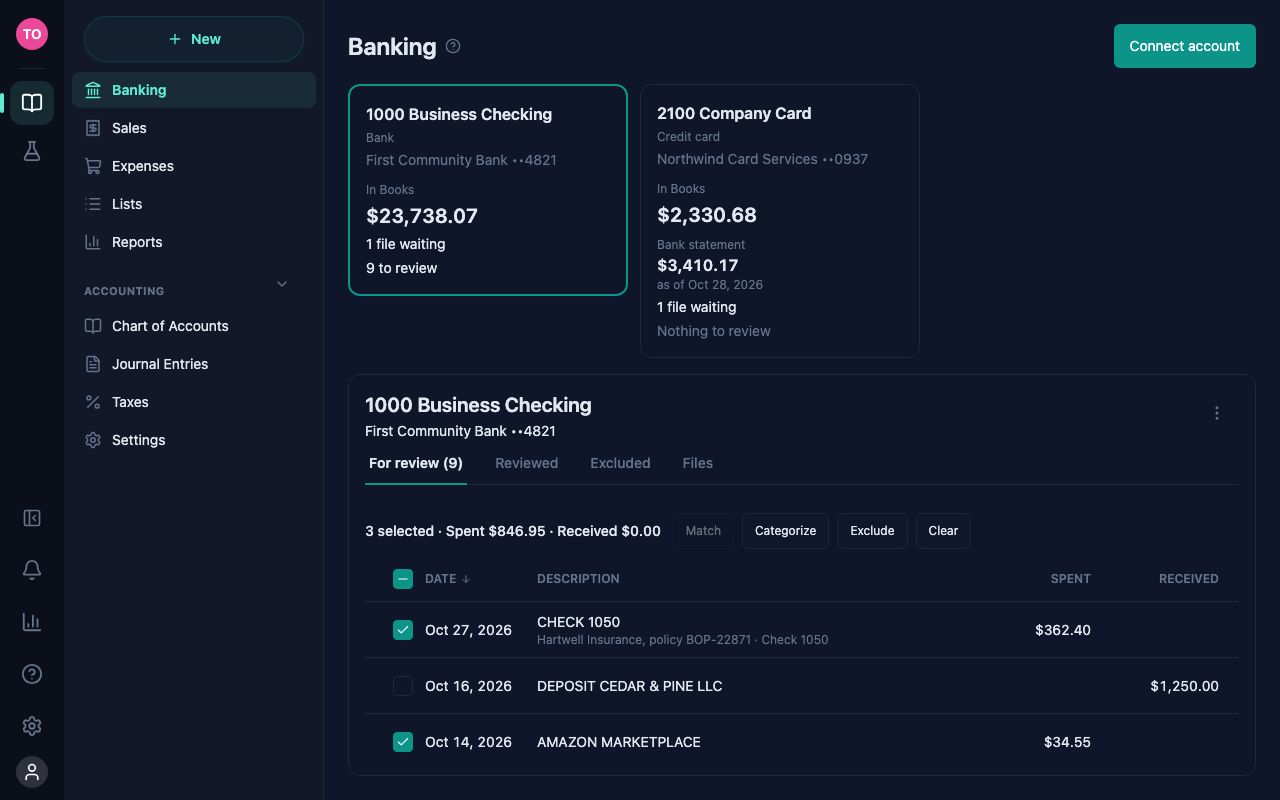 TO
+ New
Banking
Sales
Expenses
Lists
Reports
ACCOUNTING
Chart of Accounts
Journal Entries
Taxes
Settings
Banking
Connect account
1000 Business Checking
Bank
First Community Bank ••4821
In Books
$23,738.07
1 file waiting
9 to review
2100 Company Card
Credit card
Northwind Card Services ••0937
In Books
$2,330.68
Bank statement
$3,410.17
as of Oct 28, 2026
1 file waiting
Nothing to review
1000 Business Checking
First Community Bank ••4821
For review (9) Reviewed Excluded Files
3 selected · Spent $846.95 · Received $0.00 Match Categorize Exclude Clear
DATE ↓ DESCRIPTION SPENT RECEIVED
Oct 27, 2026 CHECK 1050 $362.40
Hartwell Insurance, policy BOP-22871 · Check 1050
Oct 16, 2026 DEPOSIT CEDAR & PINE LLC $1,250.00
Oct 14, 2026 AMAZON MARKETPLACE $34.55